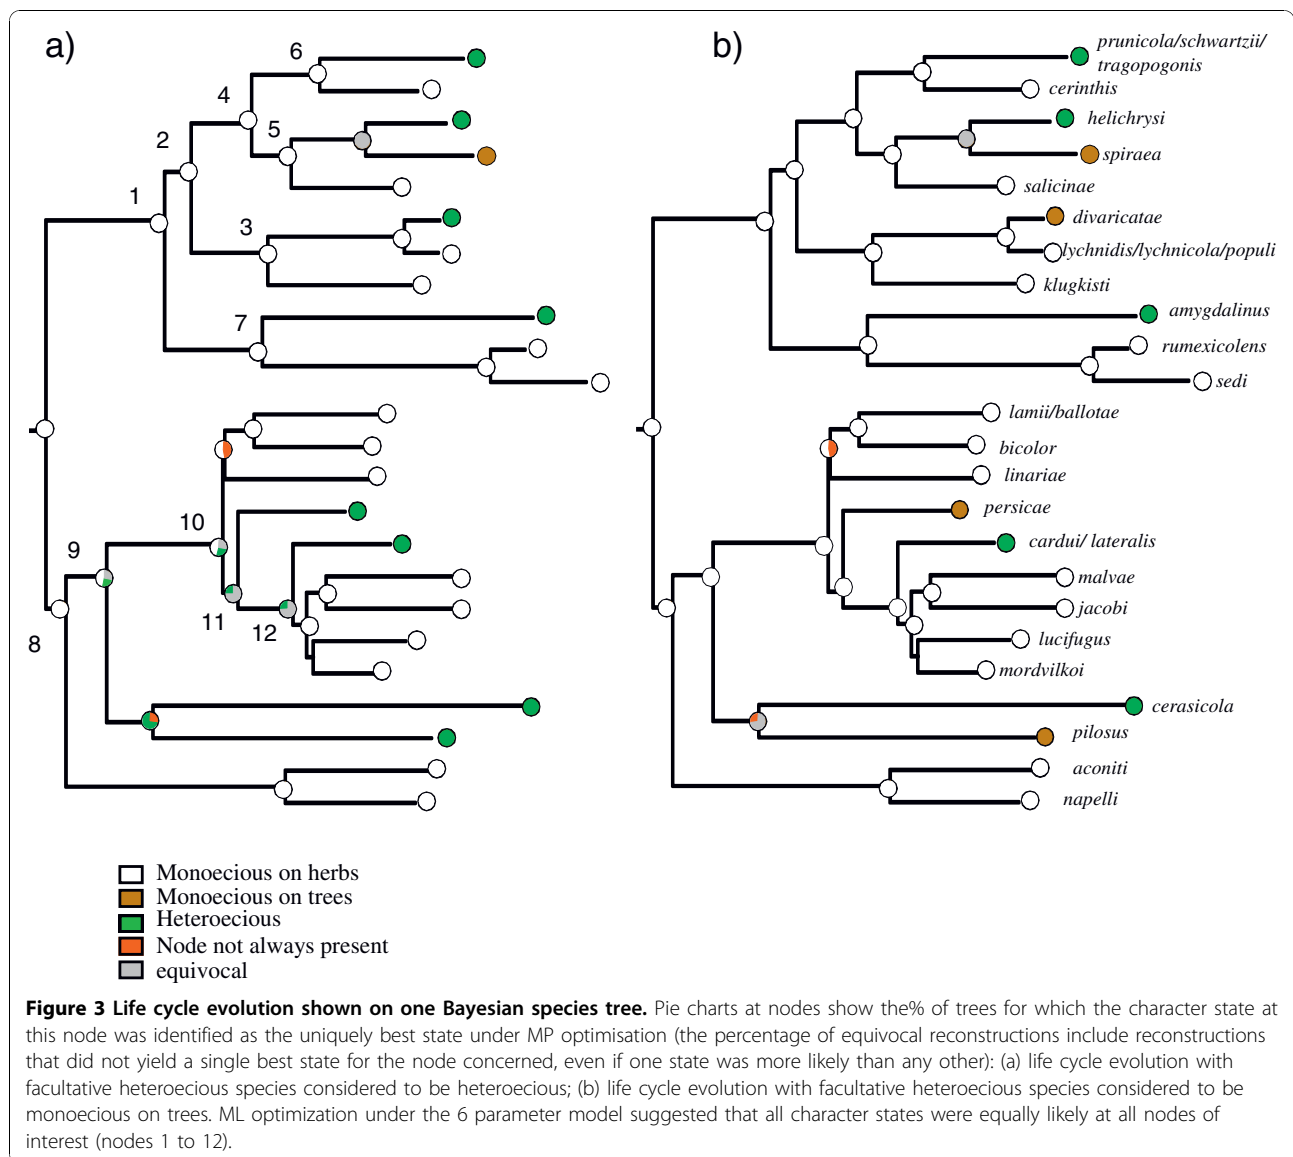 a)
b)
6
4
5
2
1
3
7
10
9
11
12
8
prunicola/schwartzii/
tragopogonis
cerinthis
helichrysi
spiraea
salicinae
divaricatae
lychnidis/lychnicola/populi
klugkisti
amygdalinus
rumexicolens
sedi
lamii/ballotae
bicolor
linariae
persicae
cardui/ lateralis
malvae
jacobi
lucifugus
mordvilkoi
cerasicola
pilosus
aconiti
napelli
Monoecious on herbs
Monoecious on trees
Heteroecious
Node not always present
equivocal
Figure 3 Life cycle evolution shown on one Bayesian species tree. Pie charts at nodes show the% of trees for which the character state at
this node was identified as the uniquely best state under MP optimisation (the percentage of equivocal reconstructions include reconstructions
that did not yield a single best state for the node concerned, even if one state was more likely than any other): (a) life cycle evolution with
facultative heteroecious species considered to be heteroecious; (b) life cycle evolution with facultative heteroecious species considered to be
monoecious on trees. ML optimization under the 6 parameter model suggested that all character states were equally likely at all nodes of
interest (nodes 1 to 12).